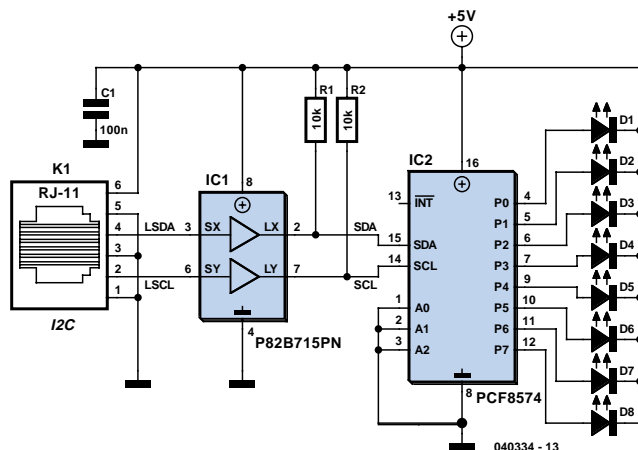 +5V
C1
100n
R1
10k
R2
10k
K1
RJ-11
6
5
4
3
2
1
I2C
LSDA
LSCL
IC1
8
3
SX
LX
2
6
SY
LY
7
4
P82B715PN
SDA
SCL
IC2
16
13
INT
15
SDA
14
SCL
1
A0
2
A1
3
A2
P0
4
P1
5
P2
6
P3
7
P4
9
P5
10
P6
11
P7
12
8
PCF8574
D1
D2
D3
D4
D5
D6
D7
D8
040334 - 13